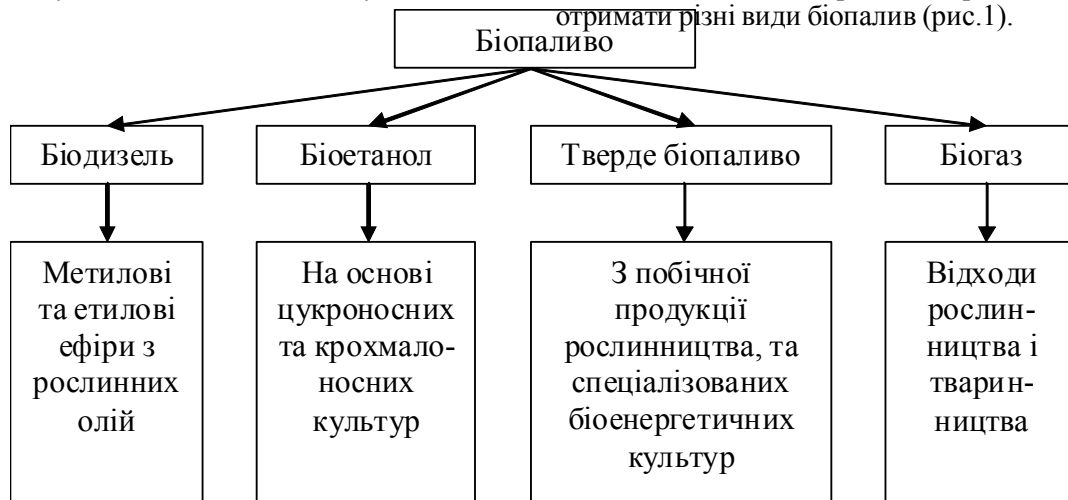 отримати різні види біопалив (рис.1).
Біопаливо
Біодизель
Біоетанол
Тверде біопаливо
Біогаз
Метилові
та етилові
ефіри з
рослинних
олій
На основі
цукроносних
та крохмало-
носних
культур
З побічної
продукції
рослинництва, та
спеціалізованих
біоенергетичних
культур
Відходи
рослин-
ництва і
тварин-
ництва